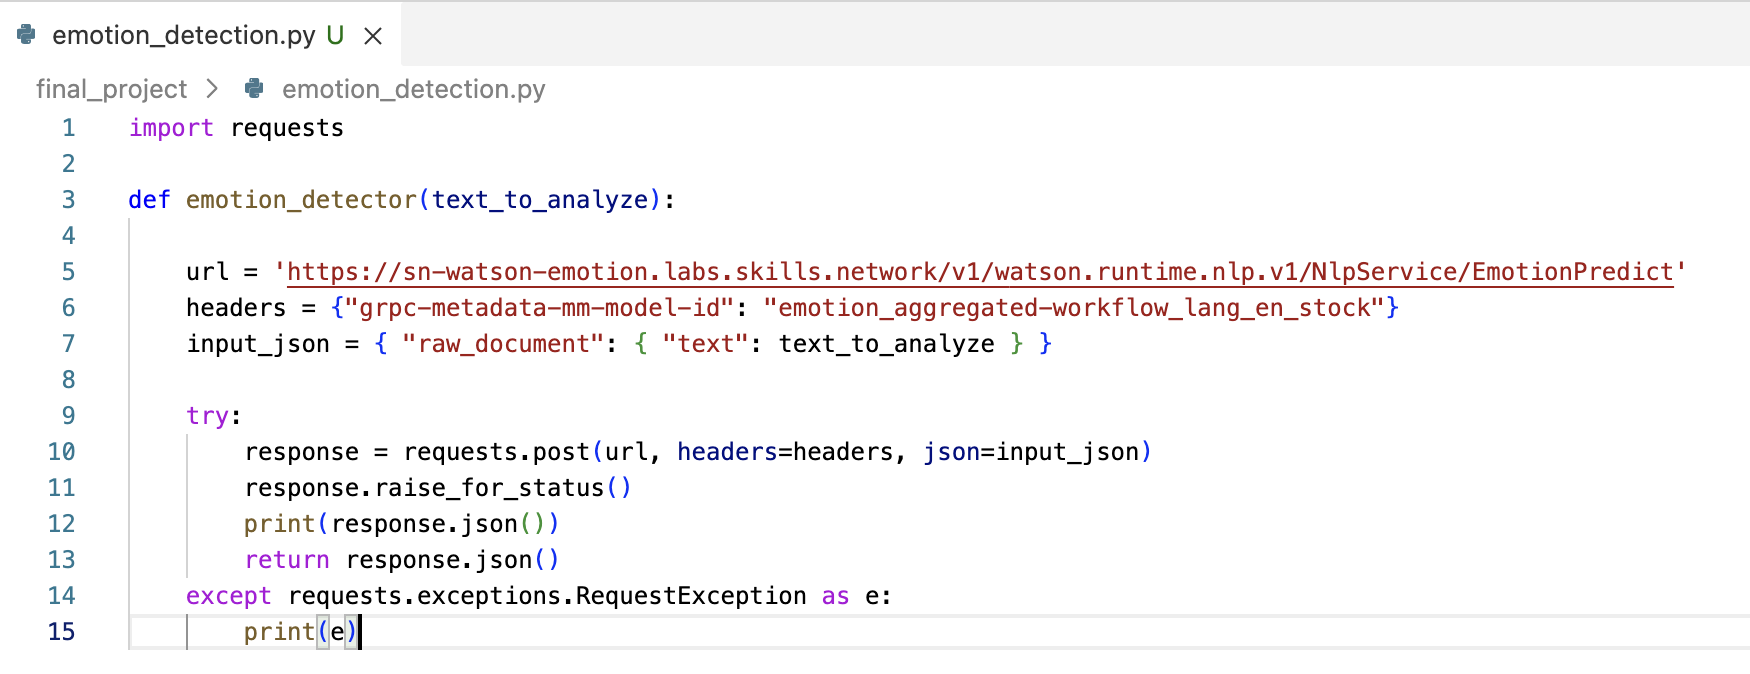 emotion_detection.py U ×
final_project > emotion_detection.py
1 import requests
2
3 def emotion_detector(text_to_analyze):
4
5     url = 'https://sn-watson-emotion.labs.skills.network/v1/watson.runtime.nlp.v1/NlpService/EmotionPredict'
6     headers = {"grpc-metadata-mm-model-id": "emotion_aggregated-workflow_lang_en_stock"}
7     input_json = { "raw_document": { "text": text_to_analyze } }
8
9     try:
10         response = requests.post(url, headers=headers, json=input_json)
11         response.raise_for_status()
12         print(response.json())
13         return response.json()
14     except requests.exceptions.RequestException as e:
15         print(e)